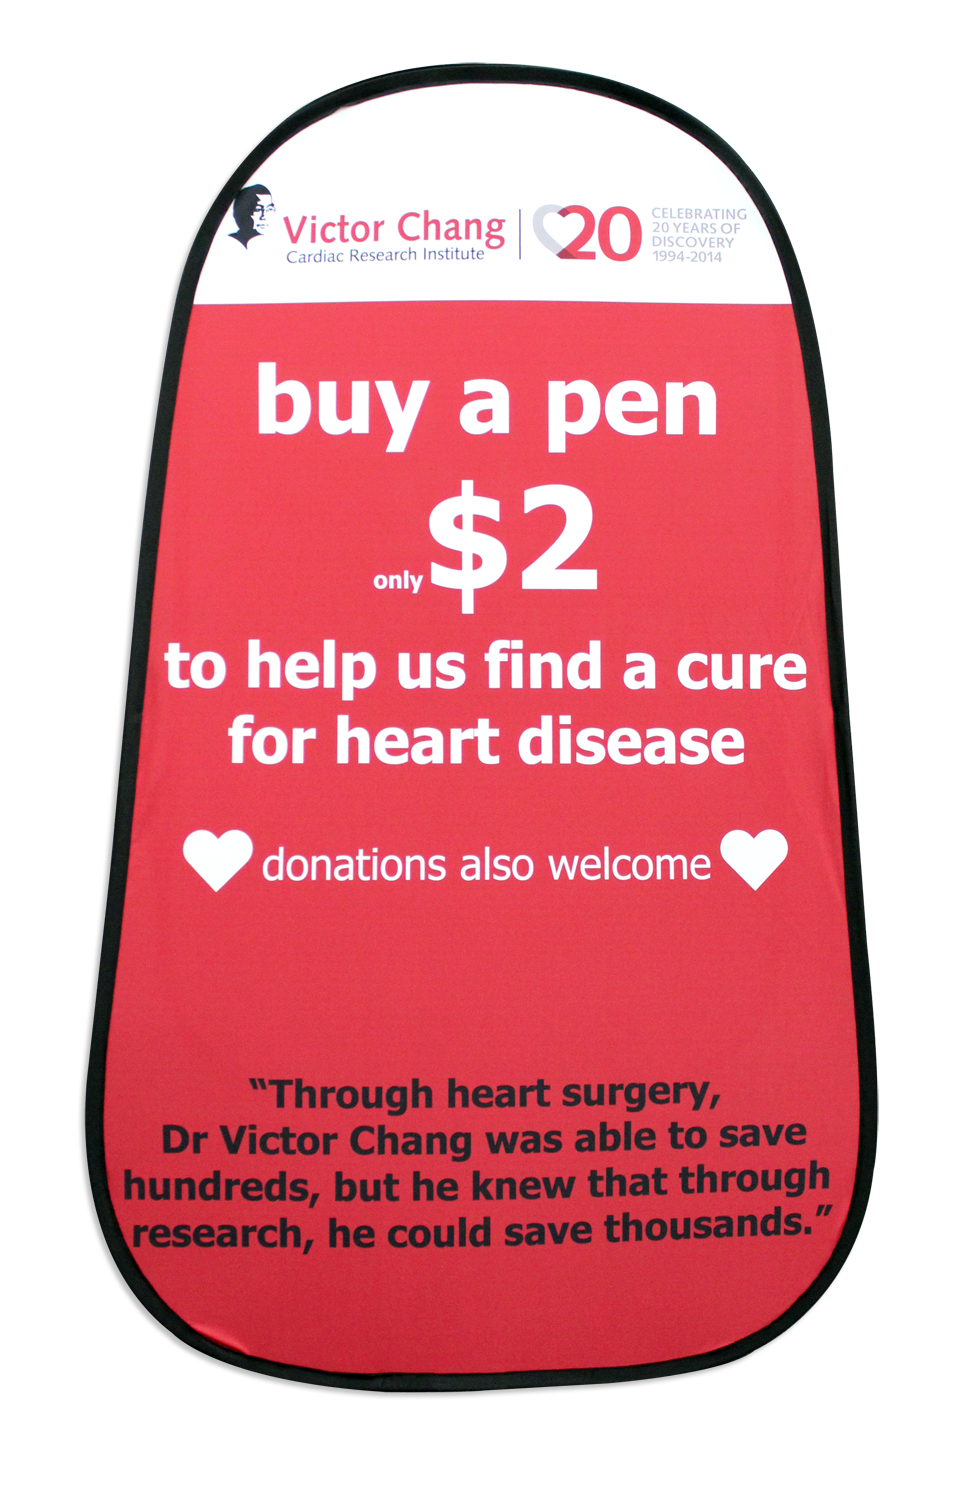 Victor Chang
Cardiac Research Institute
20
CELEBRATING
20 YEARS OF
DISCOVERY
1994-2014
buy a pen
only $2
to help us find a cure
for heart disease
donations also welcome
“Through heart surgery,
Dr Victor Chang was able to save
hundreds, but he knew that through
research, he could save thousands.”